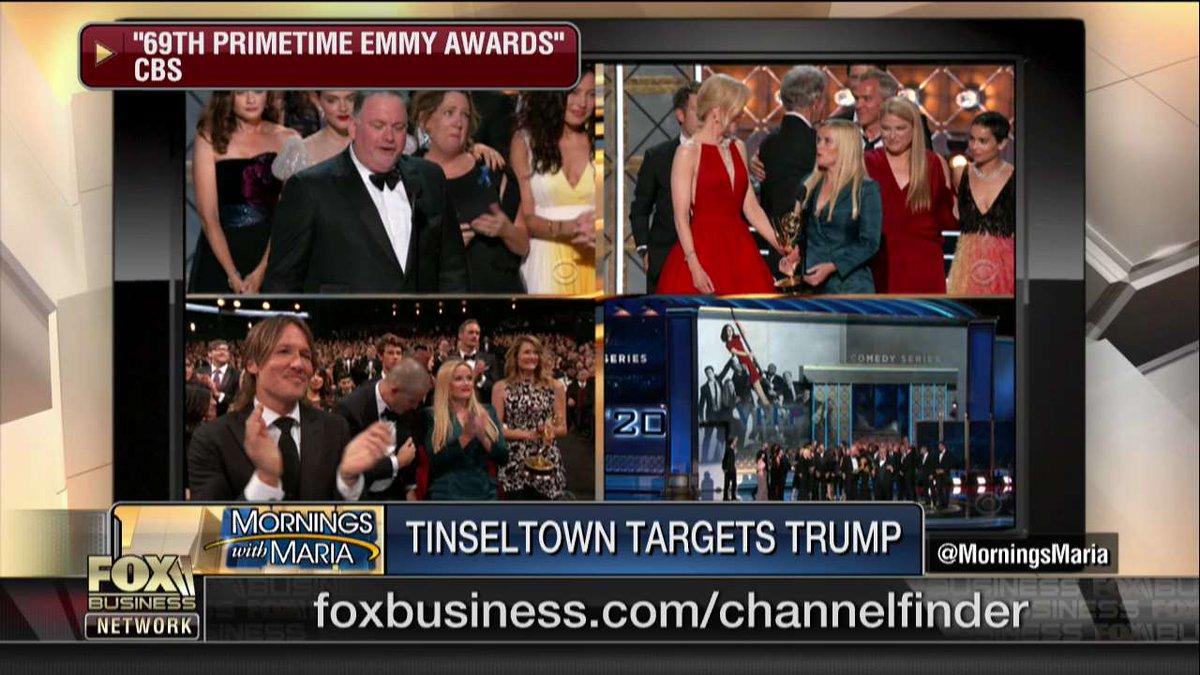 "69TH PRIMETIME EMMY AWARDS"
CBS
SERIES
COMEDY SERIES
20
MORNINGS
with MARIA
TINSELTOWN TARGETS TRUMP
@MorningsMaria
FOX
BUSINESS
NETWORK
foxbusiness.com/channelfinder